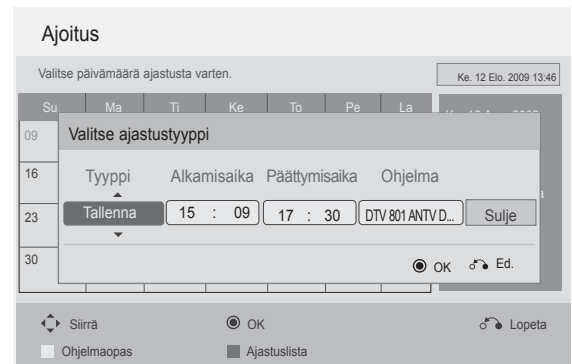 Ajoitus
Valitse päivämäärä ajastusta varten.
Ke. 12 Elo. 2009 13:46
Su Ma Ti Ke To Pe La
09
Valitse ajastustyyppi
16
Tyyppi Alkamisaika Päättymisaika Ohjelma
23
Tallenna 15 : 09 17 : 30 DTV 801 ANTV D... Sulje
30
OK Ed.
Siirrä OK Lopeta
Ohjelmaopas Ajastuslista